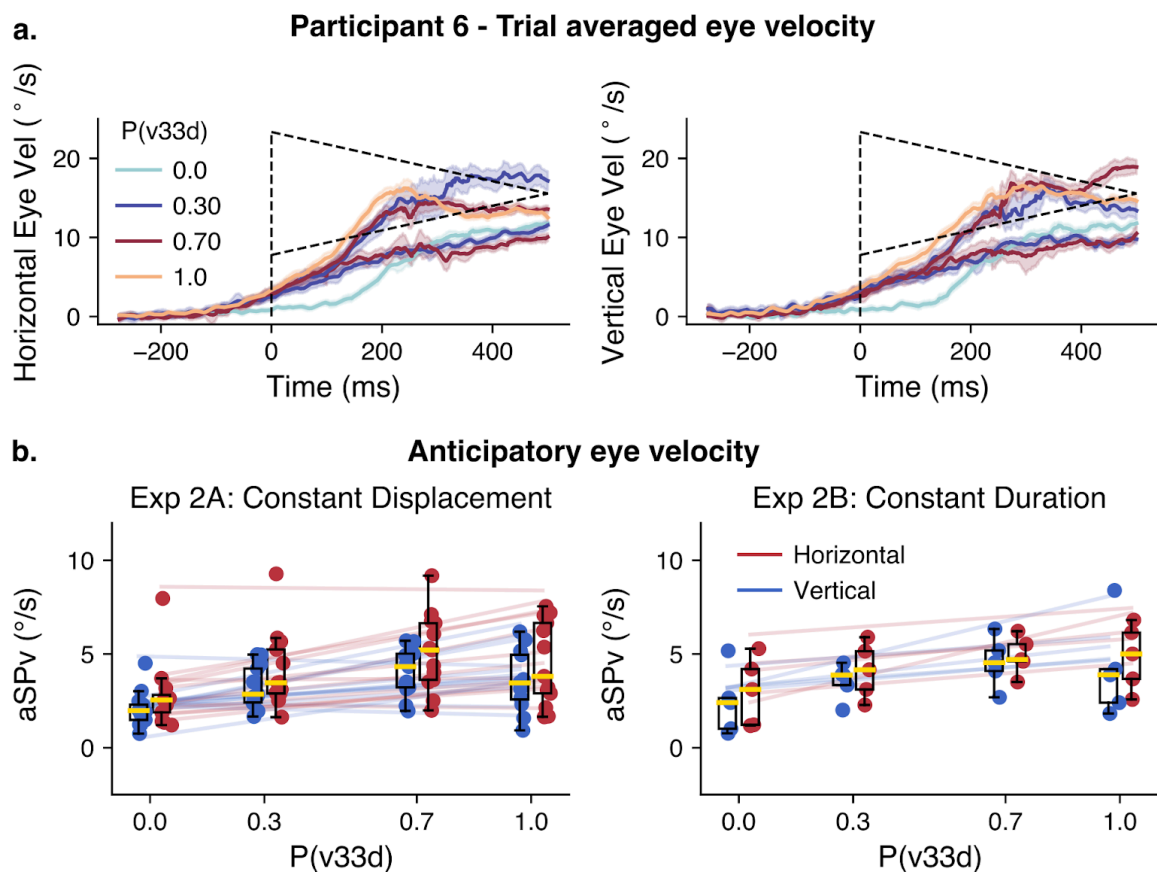 a.
Participant 6 - Trial averaged eye velocity
Horizontal Eye Vel ( °/s)
20
10
0
P(v33d)
0.0
0.30
0.70
1.0
−200
0
200
400
Time (ms)
Vertical Eye Vel ( °/s)
20
10
0
−200
0
200
400
Time (ms)
b.
Anticipatory eye velocity
Exp 2A: Constant Displacement
aSPv (°/s)
10
5
0
0.0
0.3
0.7
1.0
P(v33d)
Exp 2B: Constant Duration
aSPv (°/s)
10
5
0
Horizontal
Vertical
0.0
0.3
0.7
1.0
P(v33d)